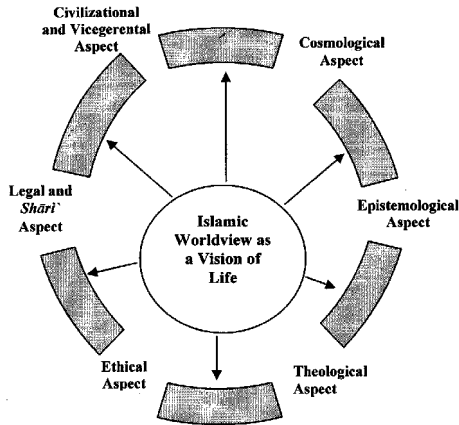 Civilizational
and Vicegerental
Aspect
Cosmological
Aspect
Legal and
Shāri`
Aspect
Islamic
Worldview as
a Vision of
Life
Epistemological
Aspect
Ethical
Aspect
Theological
Aspect